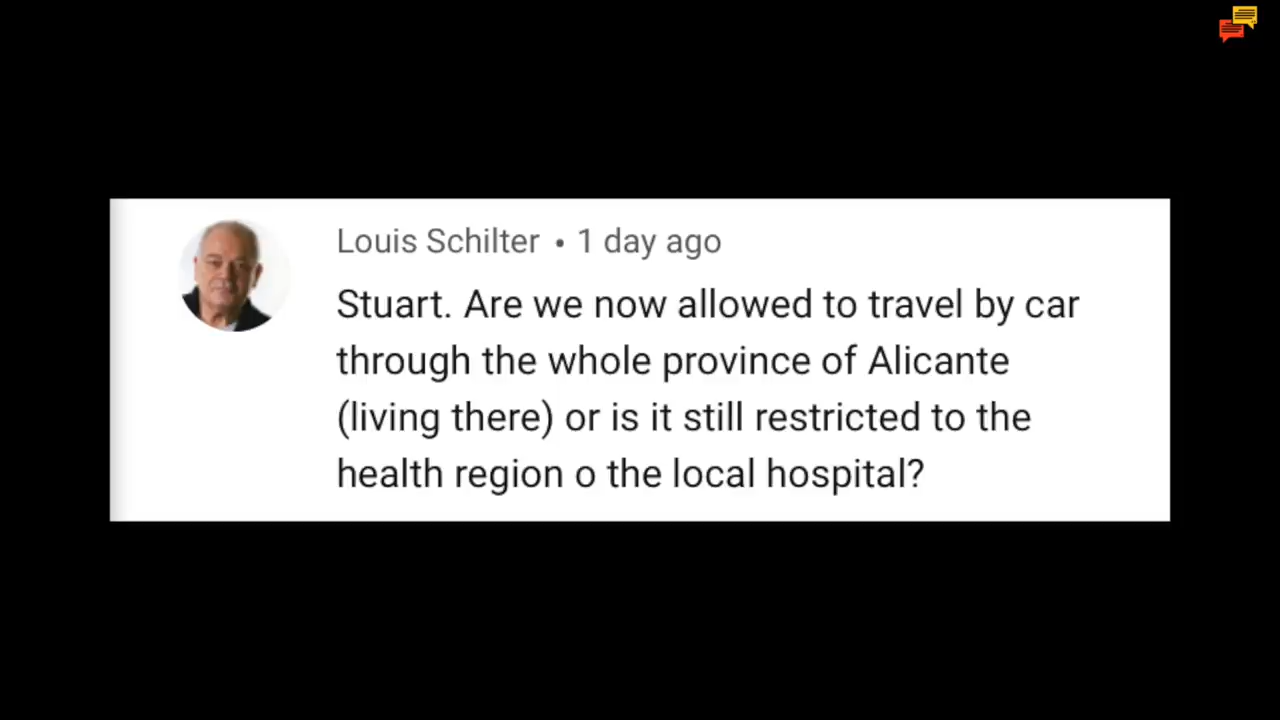 Louis Schilter • 1 day ago
Stuart. Are we now allowed to travel by car
through the whole province of Alicante
(living there) or is it still restricted to the
health region o the local hospital?